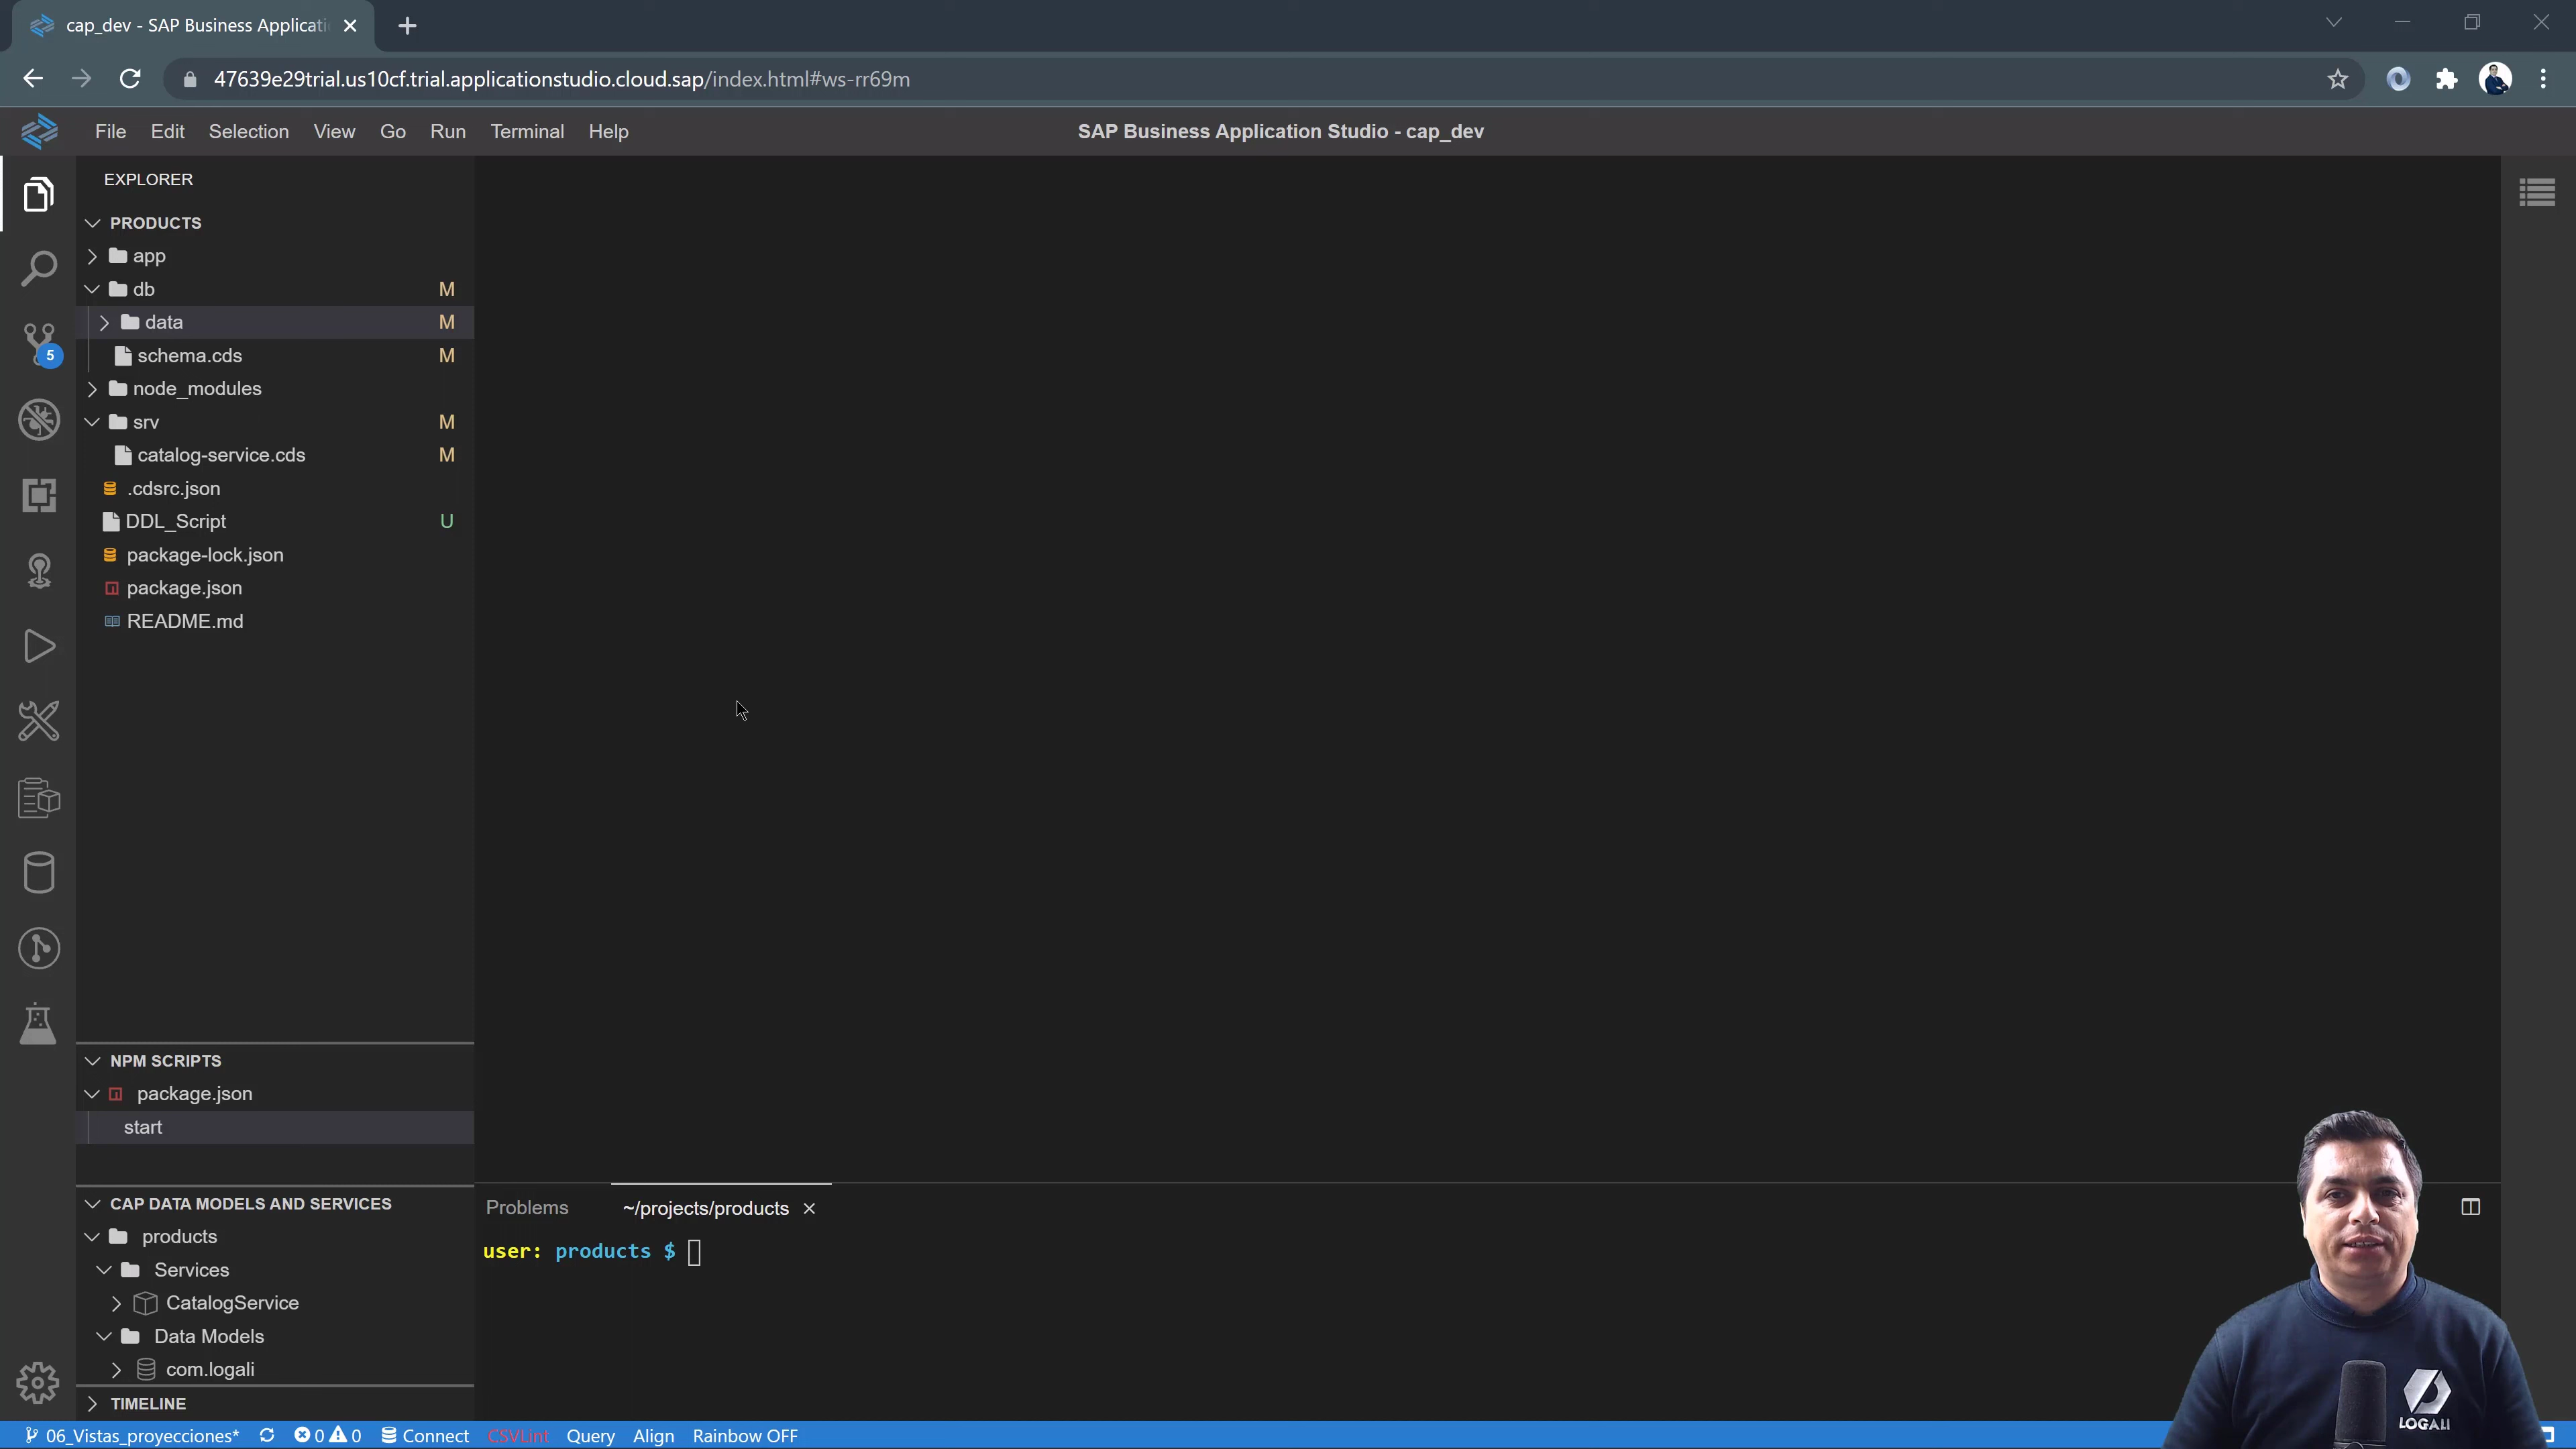 cap_dev - SAP Business Applicati
47639e29trial.us10cf.trial.applicationstudio.cloud.sap/index.html#ws-rr69m
File Edit Selection View Go Run Terminal Help
SAP Business Application Studio - cap_dev
EXPLORER
PRODUCTS
app
db M
data M
schema.cds M
node_modules
srv M
catalog-service.cds M
.cdsrc.json
DDL_Script U
package-lock.json
package.json
README.md
5
NPM SCRIPTS
package.json
start
CAP DATA MODELS AND SERVICES
products
Services
CatalogService
Data Models
com.logali
TIMELINE
Problems ~/projects/products
user: products $
LOGALI
06_Vistas_proyecciones* 0 0 Connect CSVLint Query Align Rainbow OFF